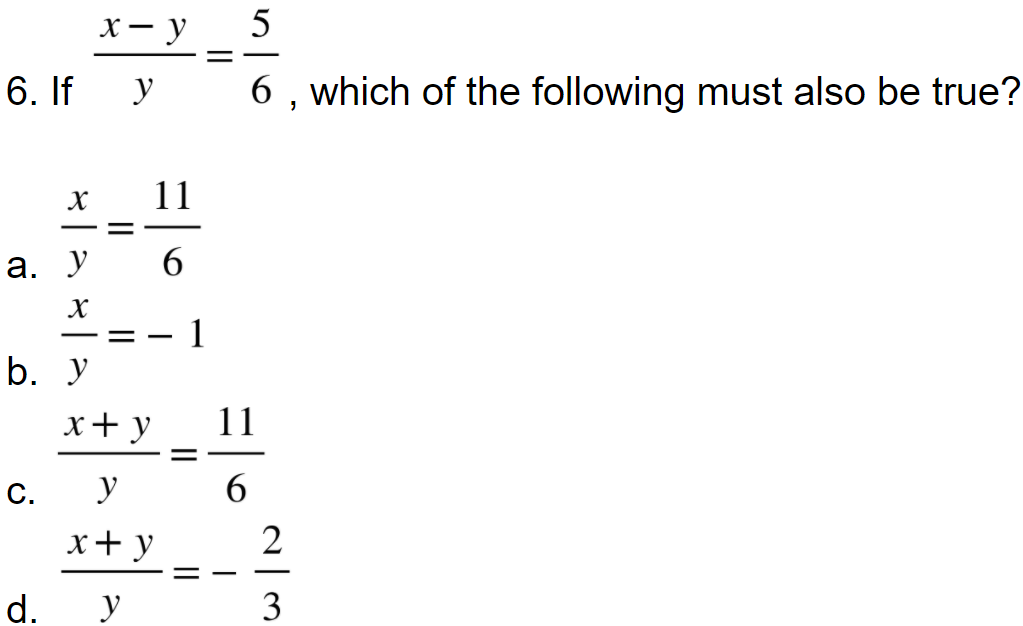 6. If \frac{x - y}{y} = \frac{5}{6} , which of the following must also be true?
a. \frac{x}{y} = \frac{11}{6}
b. \frac{x}{y} = - 1
c. \frac{x + y}{y} = \frac{11}{6}
d. \frac{x + y}{y} = - \frac{2}{3}